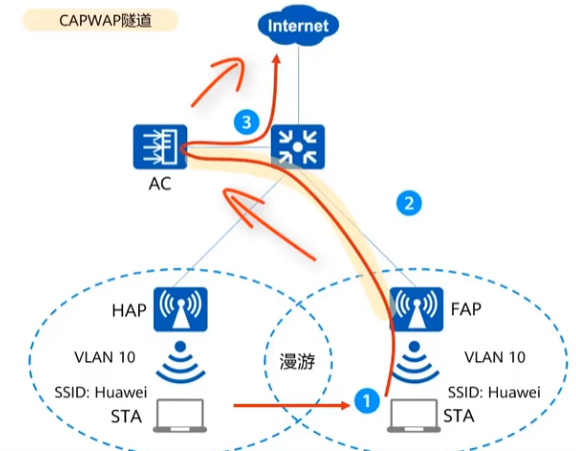 CAPWAP隧道
Internet
3
AC
2
HAP
FAP
VLAN 10
漫游
VLAN 10
SSID: Huawei
1
SSID: Huawei
STA
STA